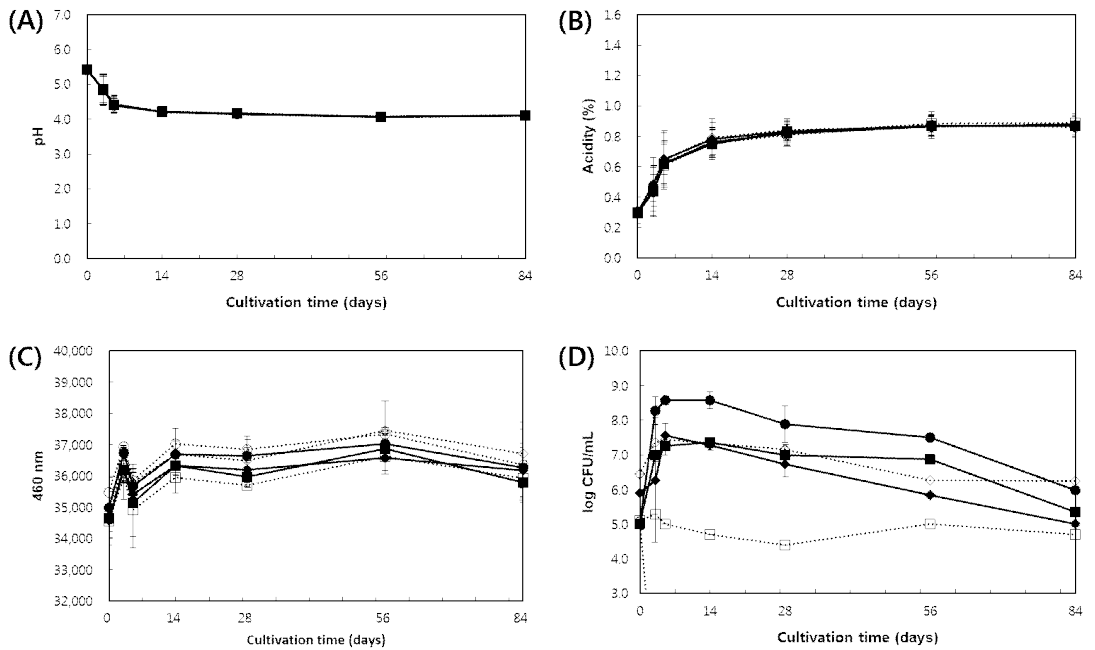 (A)
7.0
6.0
5.0
4.0
3.0
2.0
1.0
0.0
pH
0 14 28 56 84
Cultivation time (days)
(B)
1.6
1.4
1.2
1.0
0.8
0.6
0.4
0.2
0.0
Acidity (%)
0 14 28 56 84
Cultivation time (days)
(C)
40,000
39,000
38,000
37,000
36,000
35,000
34,000
33,000
32,000
460 nm
0 14 28 56 84
Cultivation time (days)
(D)
10.0
9.0
8.0
7.0
6.0
5.0
4.0
3.0
log CFU/mL
0 14 28 56 84
Cultivation time (days)